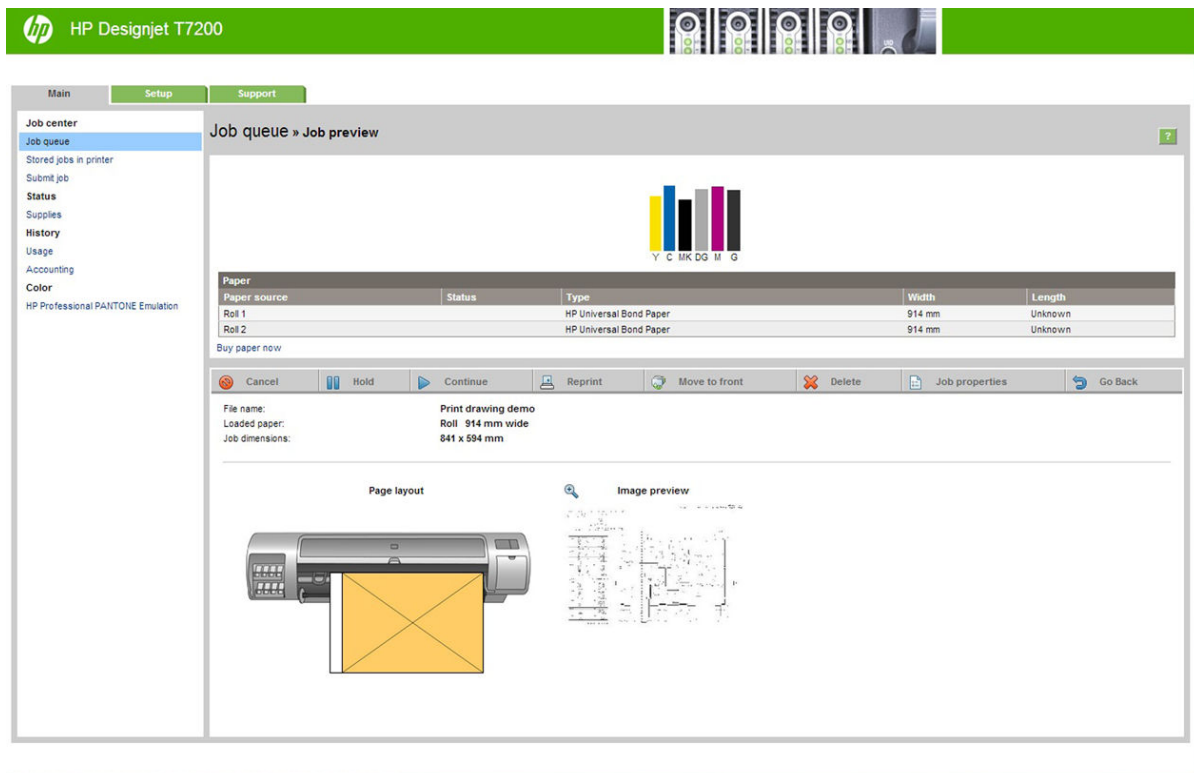 hp HP Designjet T7200
Main Setup Support
Job center
Job queue
Stored jobs in printer
Submit job
Status
Supplies
History
Usage
Accounting
Color
HP Professional PANTONE Emulation
Job queue » Job preview
?
Y C MK DG M G
Paper
Paper source Status Type Width Length
Roll 1 HP Universal Bond Paper 914 mm Unknown
Roll 2 HP Universal Bond Paper 914 mm Unknown
Buy paper now
Cancel Hold Continue Reprint Move to front Delete Job properties Go Back
File name: Print drawing demo
Loaded paper: Roll 914 mm wide
Job dimensions: 841 x 594 mm
Page layout Image preview